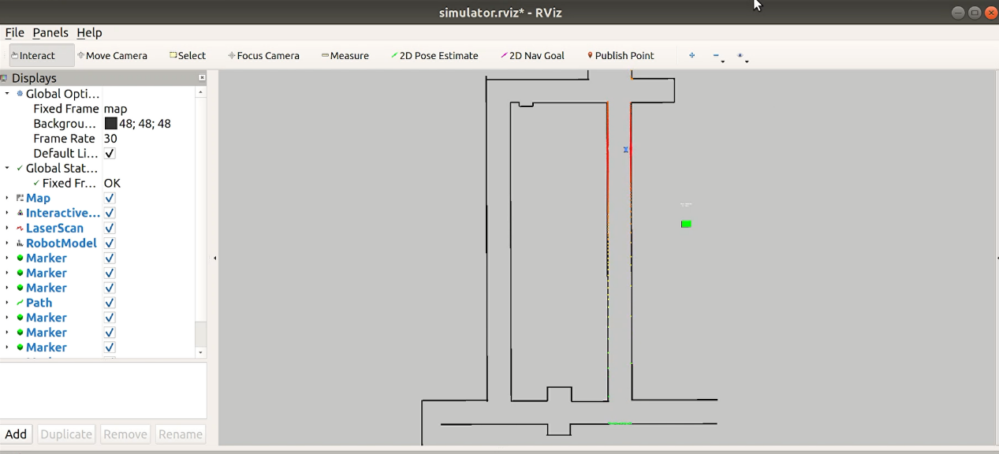 simulator.rviz* - RViz
File Panels Help
Interact Move Camera Select Focus Camera Measure 2D Pose Estimate 2D Nav Goal Publish Point
Displays
Global Opti...
Fixed Frame map
Backgrou... 48; 48; 48
Frame Rate 30
Default Li...
Global Stat...
Fixed Fr... OK
Map
Interactive...
LaserScan
RobotModel
Marker
Marker
Marker
Path
Marker
Marker
Marker
Add Duplicate Remove Rename